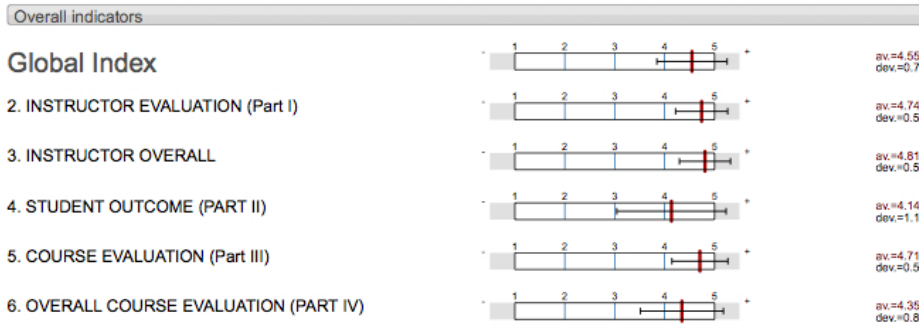 Overall indicators
Global Index
- 1 2 3 4 5 +
av.=4.55
dev.=0.7
2. INSTRUCTOR EVALUATION (Part I)
- 1 2 3 4 5 +
av.=4.74
dev.=0.5
3. INSTRUCTOR OVERALL
- 1 2 3 4 5 +
av.=4.81
dev.=0.5
4. STUDENT OUTCOME (PART II)
- 1 2 3 4 5 +
av.=4.14
dev.=1.1
5. COURSE EVALUATION (Part III)
- 1 2 3 4 5 +
av.=4.71
dev.=0.5
6. OVERALL COURSE EVALUATION (PART IV)
- 1 2 3 4 5 +
av.=4.35
dev.=0.8